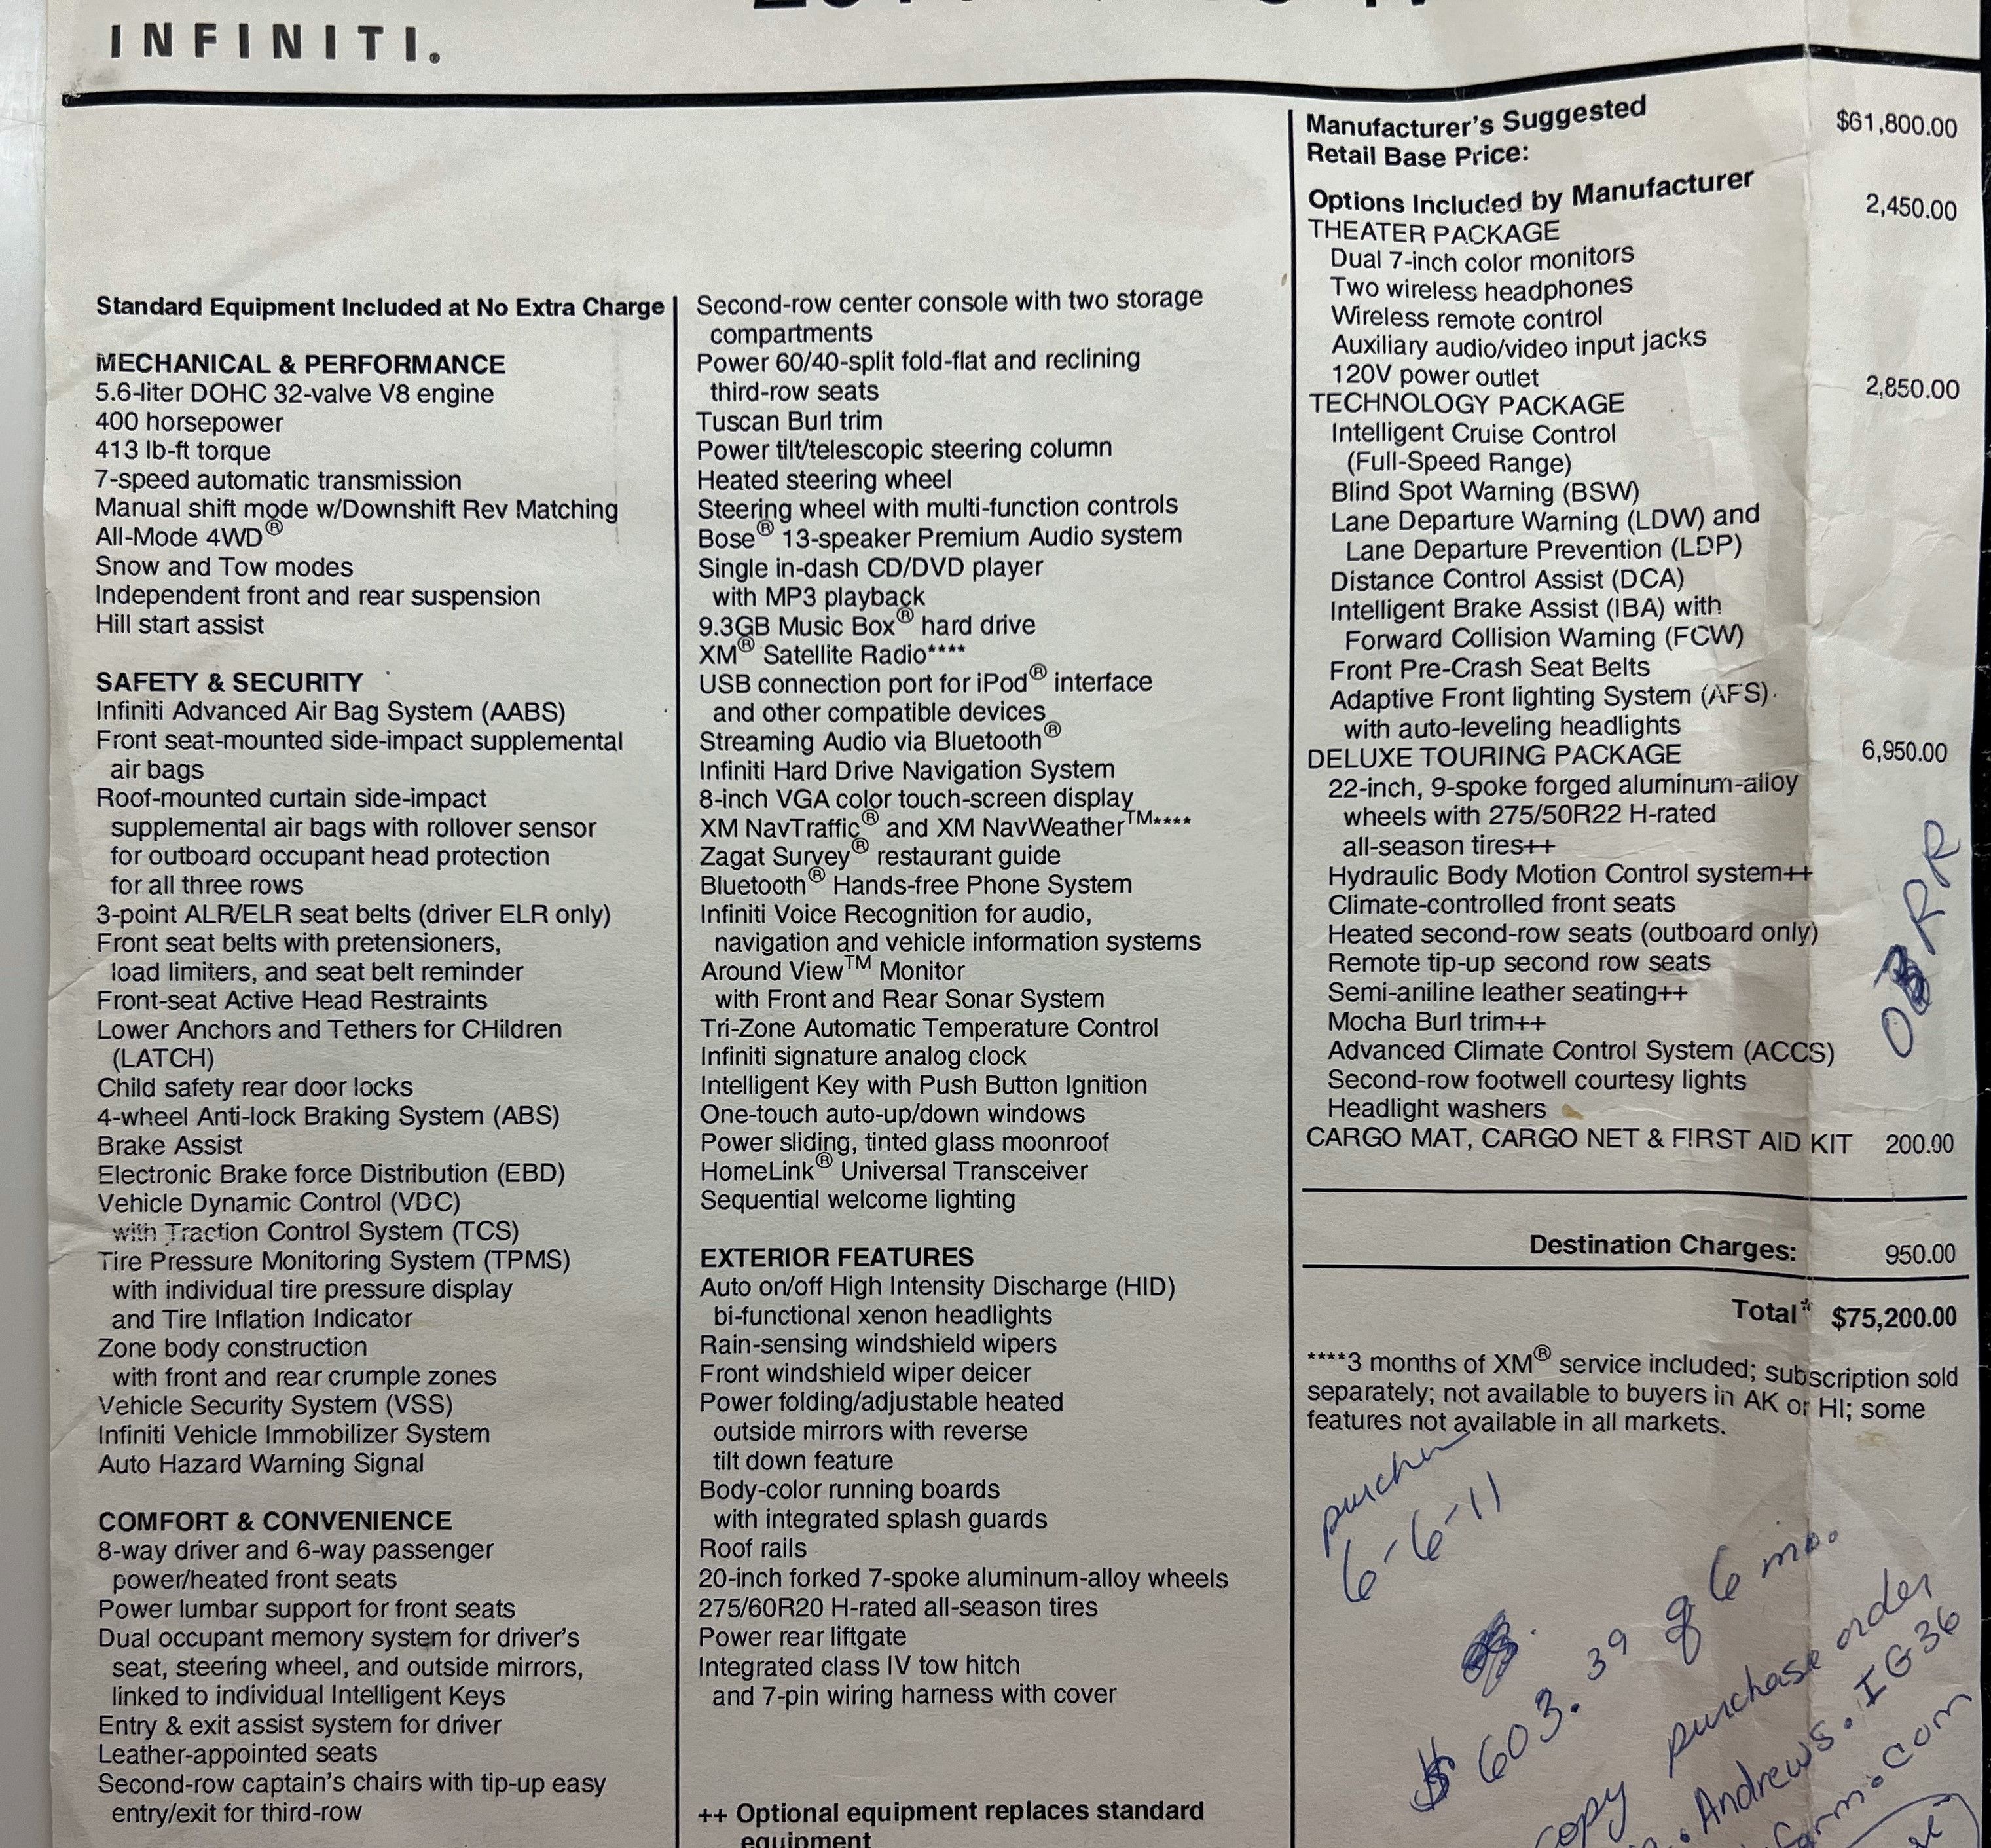 INFINITI®
Standard Equipment Included at No Extra Charge
MECHANICAL & PERFORMANCE
5.6-liter DOHC 32-valve V8 engine
400 horsepower
413 lb-ft torque
7-speed automatic transmission
Manual shift mode w/Downshift Rev Matching
All-Mode 4WD®
Snow and Tow modes
Independent front and rear suspension
Hill start assist
SAFETY & SECURITY
Infiniti Advanced Air Bag System (AABS)
Front seat-mounted side-impact supplemental
air bags
Roof-mounted curtain side-impact
supplemental air bags with rollover sensor
for outboard occupant head protection
for all three rows
3-point ALR/ELR seat belts (driver ELR only)
Front seat belts with pretensioners,
load limiters, and seat belt reminder
Front-seat Active Head Restraints
Lower Anchors and Tethers for CHildren
(LATCH)
Child safety rear door locks
4-wheel Anti-lock Braking System (ABS)
Brake Assist
Electronic Brake force Distribution (EBD)
Vehicle Dynamic Control (VDC)
with Traction Control System (TCS)
Tire Pressure Monitoring System (TPMS)
with individual tire pressure display
and Tire Inflation Indicator
Zone body construction
with front and rear crumple zones
Vehicle Security System (VSS)
Infiniti Vehicle Immobilizer System
Auto Hazard Warning Signal
COMFORT & CONVENIENCE
8-way driver and 6-way passenger
power/heated front seats
Power lumbar support for front seats
Dual occupant memory system for driver's
seat, steering wheel, and outside mirrors,
linked to individual Intelligent Keys
Entry & exit assist system for driver
Leather-appointed seats
Second-row captain's chairs with tip-up easy
entry/exit for third-row
Second-row center console with two storage
compartments
Power 60/40-split fold-flat and reclining
third-row seats
Tuscan Burl trim
Power tilt/telescopic steering column
Heated steering wheel
Steering wheel with multi-function controls
Bose® 13-speaker Premium Audio system
Single in-dash CD/DVD player
with MP3 playback
9.3GB Music Box® hard drive
XM® Satellite Radio****
USB connection port for iPod® interface
and other compatible devices
Streaming Audio via Bluetooth®
Infiniti Hard Drive Navigation System
8-inch VGA color touch-screen display
XM NavTraffic® and XM NavWeather™****
Zagat Survey® restaurant guide
Bluetooth® Hands-free Phone System
Infiniti Voice Recognition for audio,
navigation and vehicle information systems
Around View™ Monitor
with Front and Rear Sonar System
Tri-Zone Automatic Temperature Control
Infiniti signature analog clock
Intelligent Key with Push Button Ignition
One-touch auto-up/down windows
Power sliding, tinted glass moonroof
HomeLink® Universal Transceiver
Sequential welcome lighting
EXTERIOR FEATURES
Auto on/off High Intensity Discharge (HID)
bi-functional xenon headlights
Rain-sensing windshield wipers
Front windshield wiper deicer
Power folding/adjustable heated
outside mirrors with reverse
tilt down feature
Body-color running boards
with integrated splash guards
Roof rails
20-inch forked 7-spoke aluminum-alloy wheels
275/60R20 H-rated all-season tires
Power rear liftgate
Integrated class IV tow hitch
and 7-pin wiring harness with cover
++ Optional equipment replaces standard
equipment
Manufacturer's Suggested $61,800.00
Retail Base Price:
Options Included by Manufacturer
THEATER PACKAGE 2,450.00
Dual 7-inch color monitors
Two wireless headphones
Wireless remote control
Auxiliary audio/video input jacks
120V power outlet
TECHNOLOGY PACKAGE 2,850.00
Intelligent Cruise Control
(Full-Speed Range)
Blind Spot Warning (BSW)
Lane Departure Warning (LDW) and
Lane Departure Prevention (LDP)
Distance Control Assist (DCA)
Intelligent Brake Assist (IBA) with
Forward Collision Warning (FCW)
Front Pre-Crash Seat Belts
Adaptive Front lighting System (AFS)
with auto-leveling headlights
DELUXE TOURING PACKAGE 6,950.00
22-inch, 9-spoke forged aluminum-alloy
wheels with 275/50R22 H-rated
all-season tires++
Hydraulic Body Motion Control system++
Climate-controlled front seats
Heated second-row seats (outboard only)
Remote tip-up second row seats
Semi-aniline leather seating++
Mocha Burl trim++
Advanced Climate Control System (ACCS)
Second-row footwell courtesy lights
Headlight washers
CARGO MAT, CARGO NET & FIRST AID KIT 200.00
Destination Charges: 950.00
Total* $75,200.00
****3 months of XM® service included; subscription sold
separately; not available to buyers in AK or HI; some
features not available in all markets.
6-6-11
$603.39 6 mo.
copy purchase order
Andrews.IG36
.com